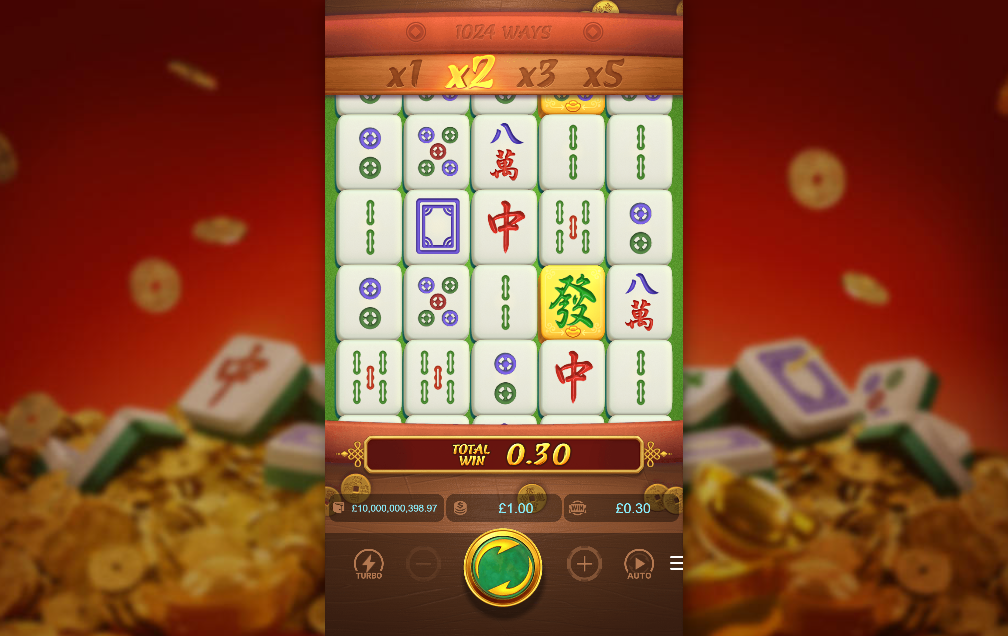 1024 WAYS
x1 x2 x3 x5
八萬
中
發
八萬
中
TOTAL WIN 0.30
£10,000,000,398.97 £1.00 WIN £0.30
TURBO AUTO